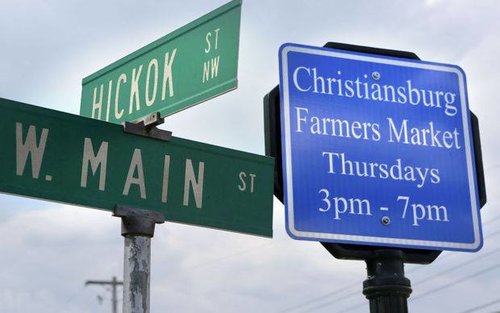 HICKOK ST NW
W. MAIN ST
Christiansburg
Farmers Market
Thursdays
3pm - 7pm